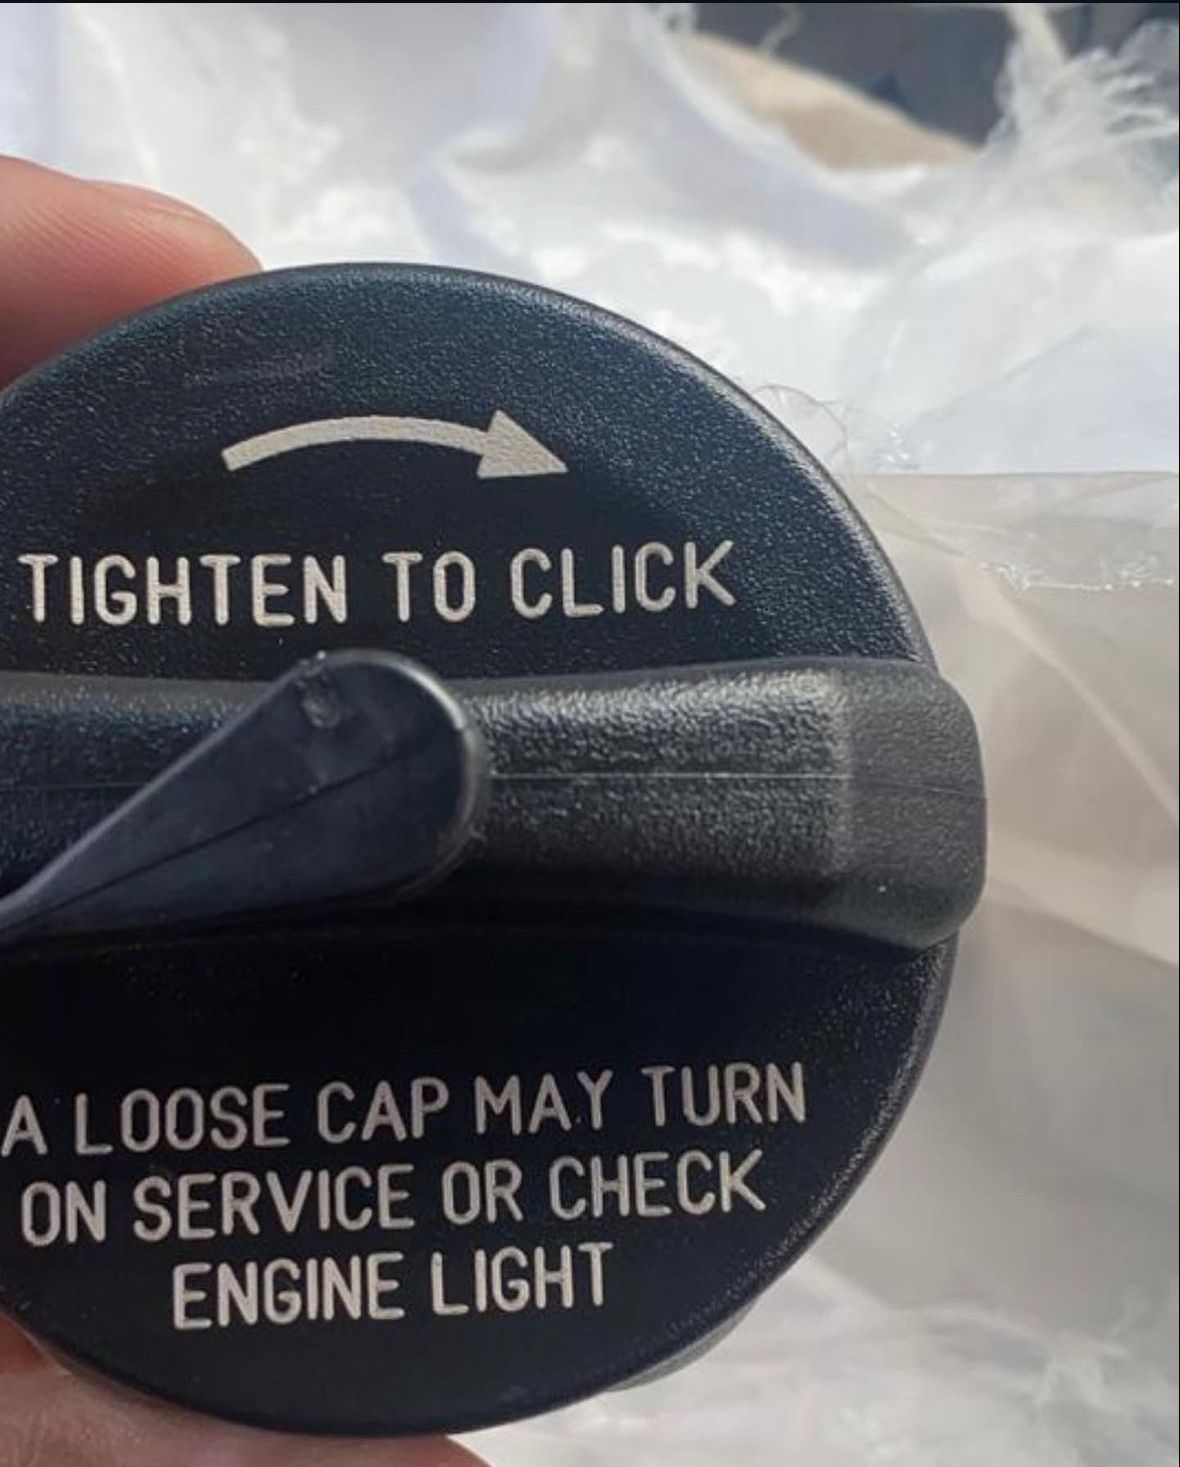 TIGHTEN TO CLICK
A LOOSE CAP MAY TURN
ON SERVICE OR CHECK
ENGINE LIGHT